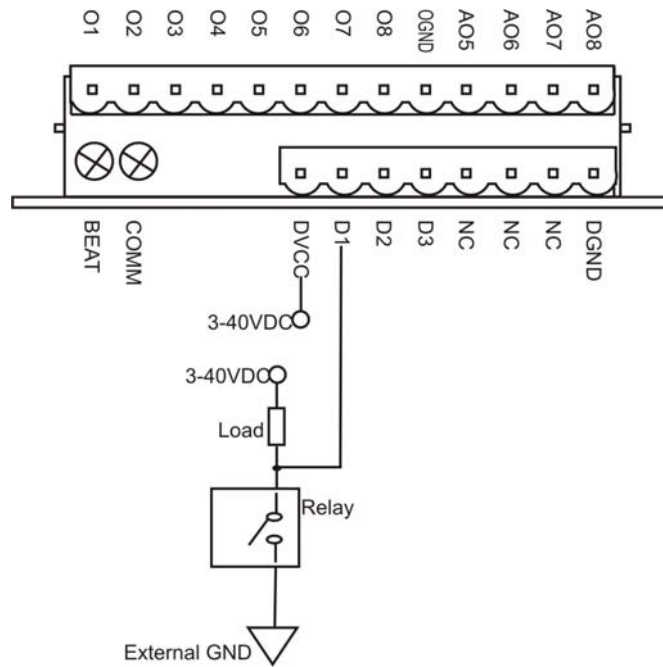 O1 O2 O3 O4 O5 O6 O7 O8 OGND AO5 AO6 AO7 AO8
BEAT COMM DVCC D1 D2 D3 NC NC NC DGND
3-40VDC
3-40VDC
Load
Relay
External GND